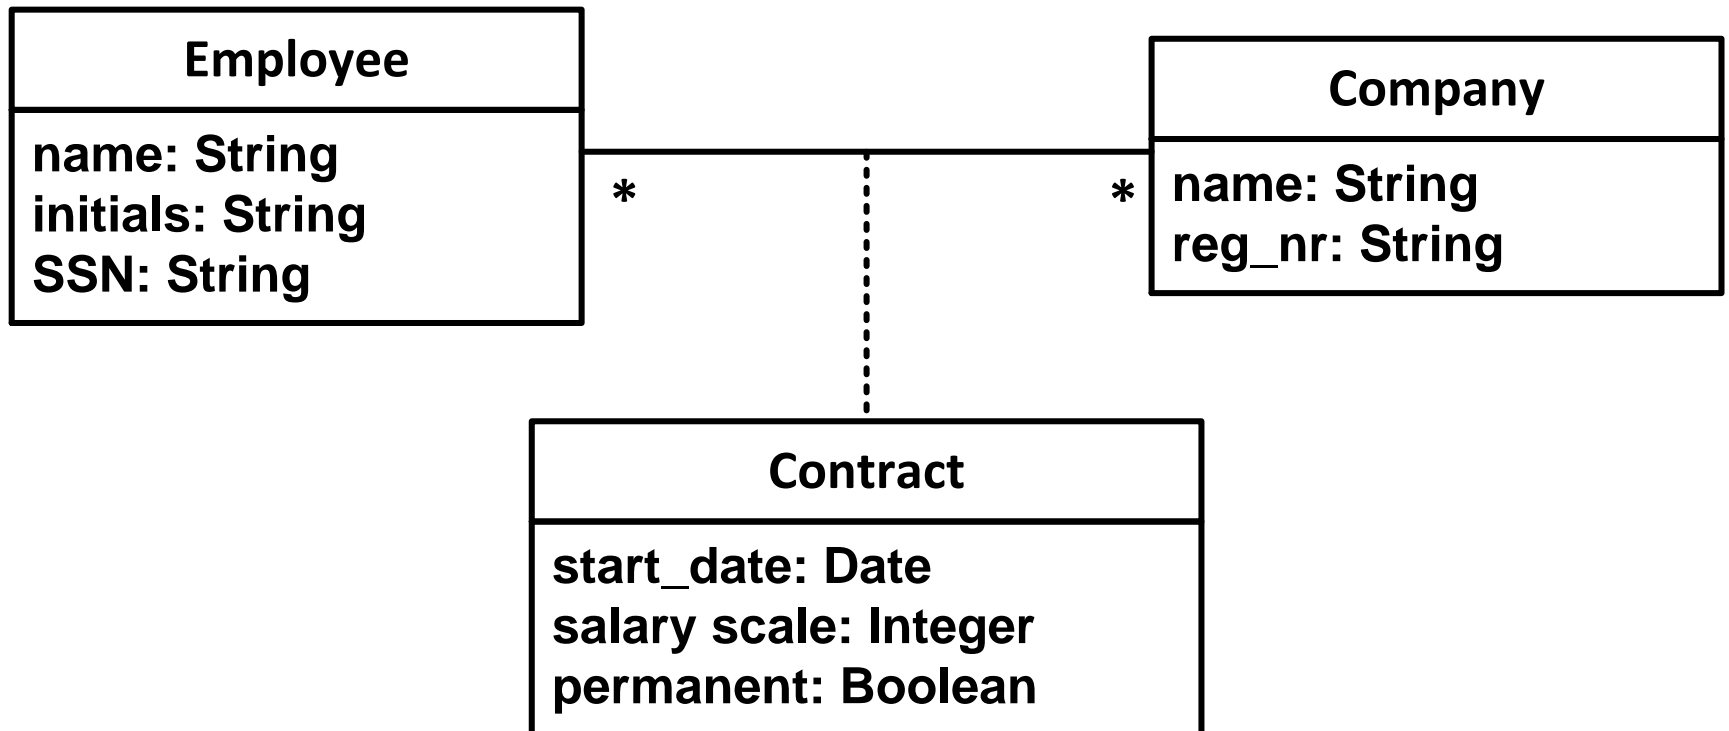 Employee
name: String
initials: String
SSN: String
*
*
Company
name: String
reg_nr: String
Contract
start_date: Date
salary scale: Integer
permanent: Boolean